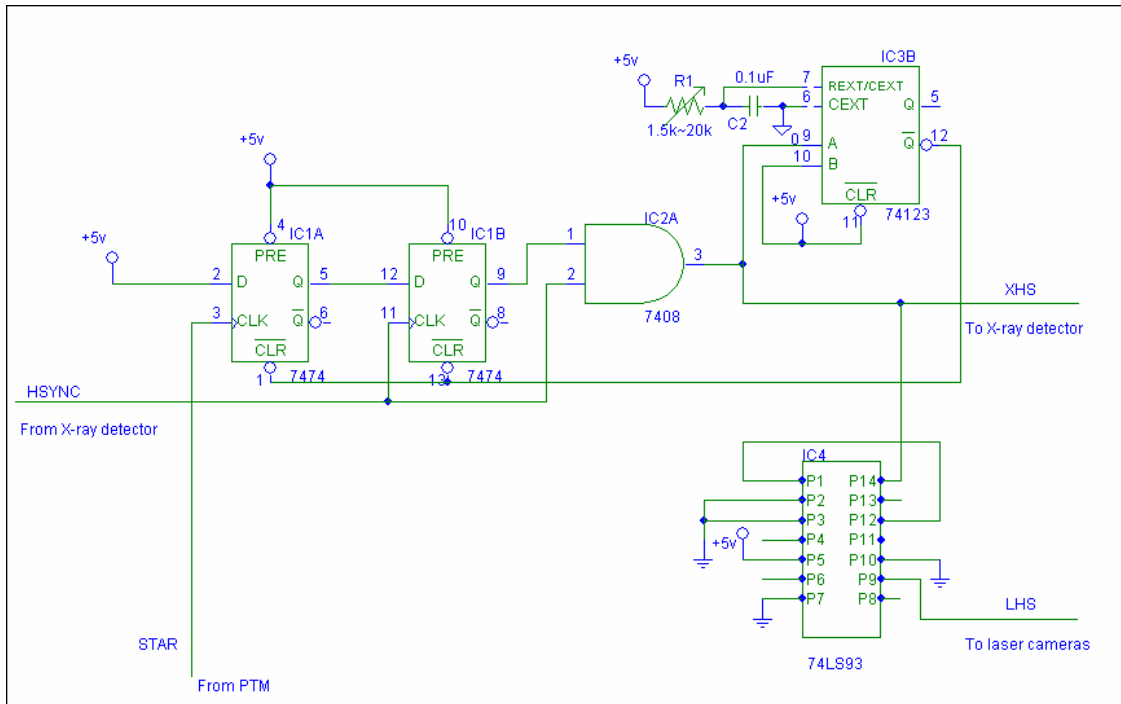 IC3B
+5v R1 0.1uF 7 REXT/CEXT Q 5
6 CEXT
1.5k~20k C2 0 9 A Q 12
10 B
+5v CLR
11 74123
+5v
4 IC1A 10 IC1B IC2A
+5v PRE PRE
2 D Q 5 12 D Q 9 1
2 3
3 CLK Q 6 11 CLK Q 8
CLR CLR 7408
1 7474 13 7474
XHS
To X-ray detector
HSYNC
From X-ray detector
IC4
P1 P14
P2 P13
P3 P12
+5v P4 P11
P5 P10
P6 P9
P7 P8
74LS93
LHS
To laser cameras
STAR
From PTM